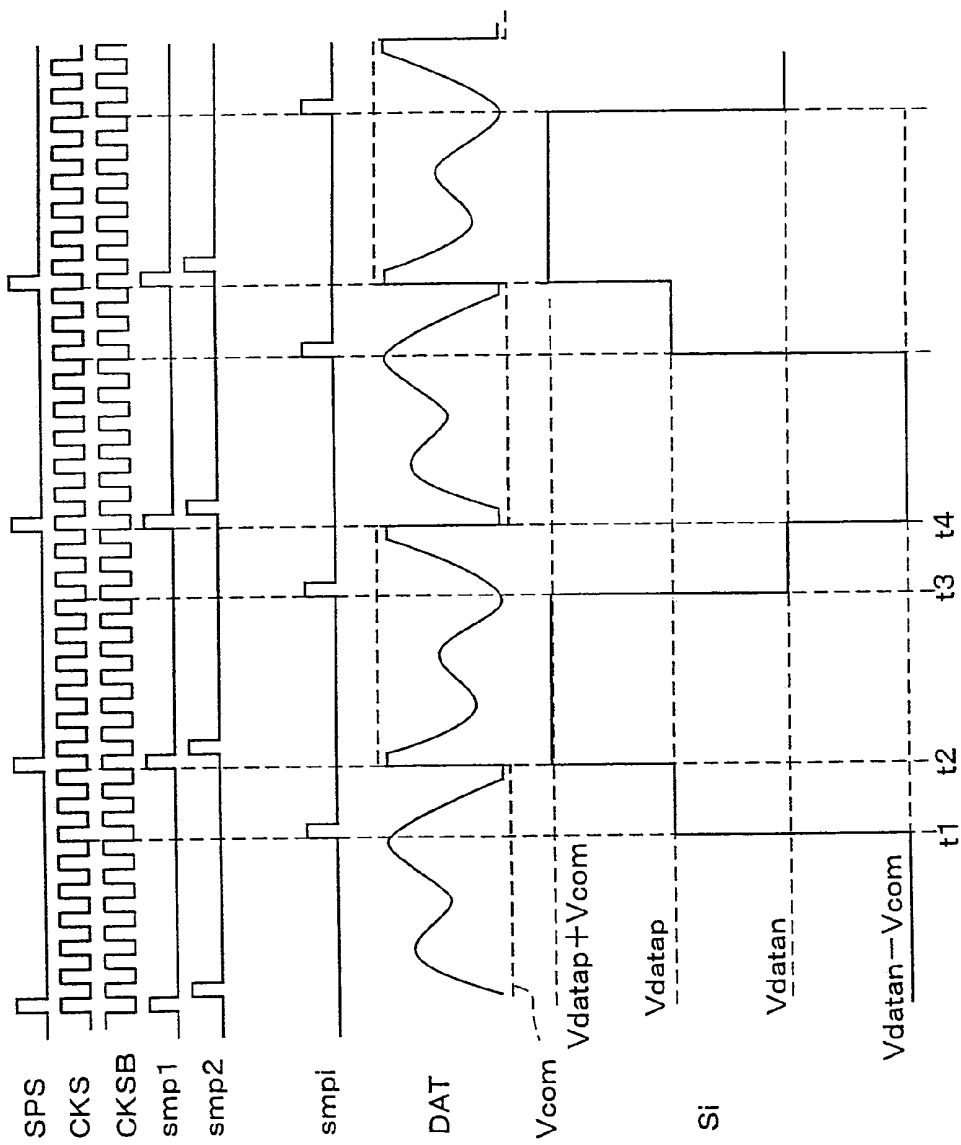 SPS
CKS
CKSB
smp1
smp2
smpi
DAT
Vcom
Vdatap+Vcom
Vdatap
Si
Vdatan
Vdatan−Vcom
t1
t2
t3
t4